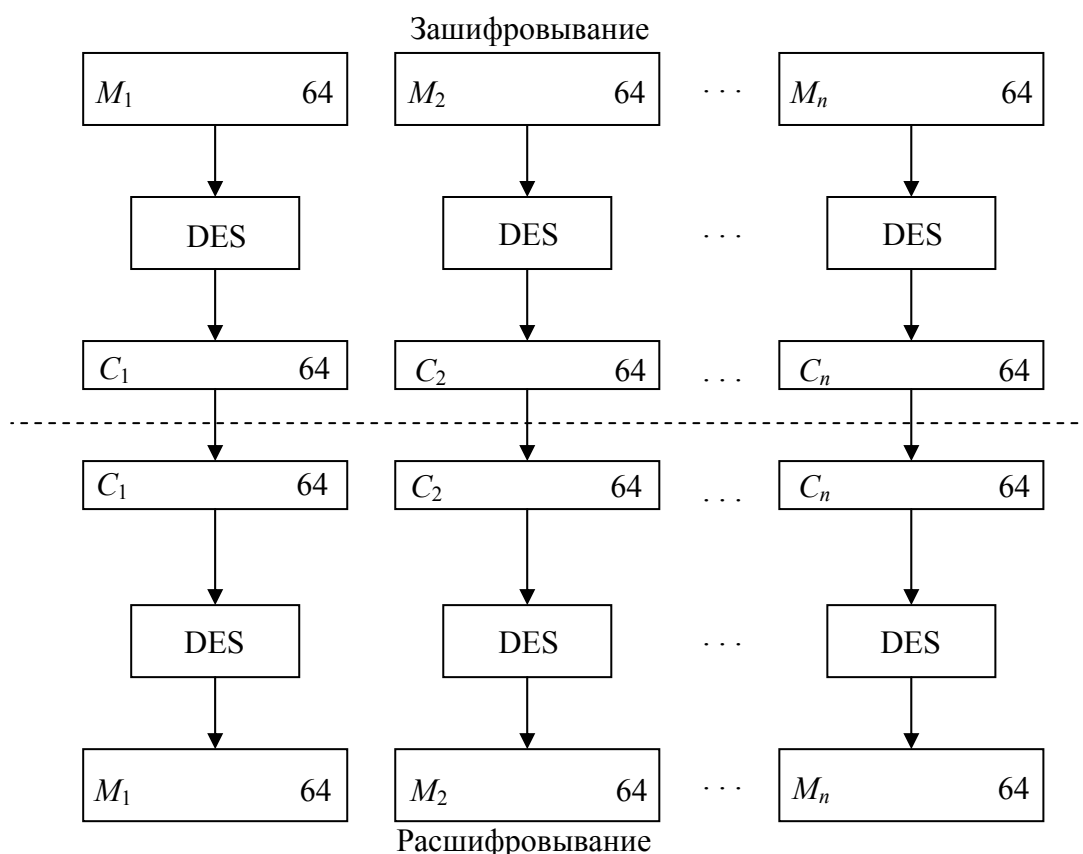 Зашифровывание
M₁ 64 M₂ 64 . . . Mₙ 64
DES DES . . . DES
C₁ 64 C₂ 64 . . . Cₙ 64
C₁ 64 C₂ 64 . . . Cₙ 64
DES DES . . . DES
M₁ 64 M₂ 64 . . . Mₙ 64
Расшифровывание